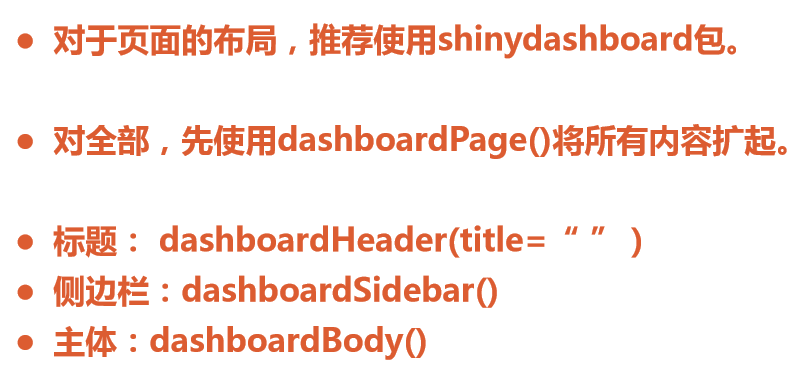 ● 对于页面的布局，推荐使用shinydashboard包。
● 对全部，先使用dashboardPage()将所有内容扩起。
● 标题： dashboardHeader(title=“ ” )
● 侧边栏：dashboardSidebar()
● 主体：dashboardBody()